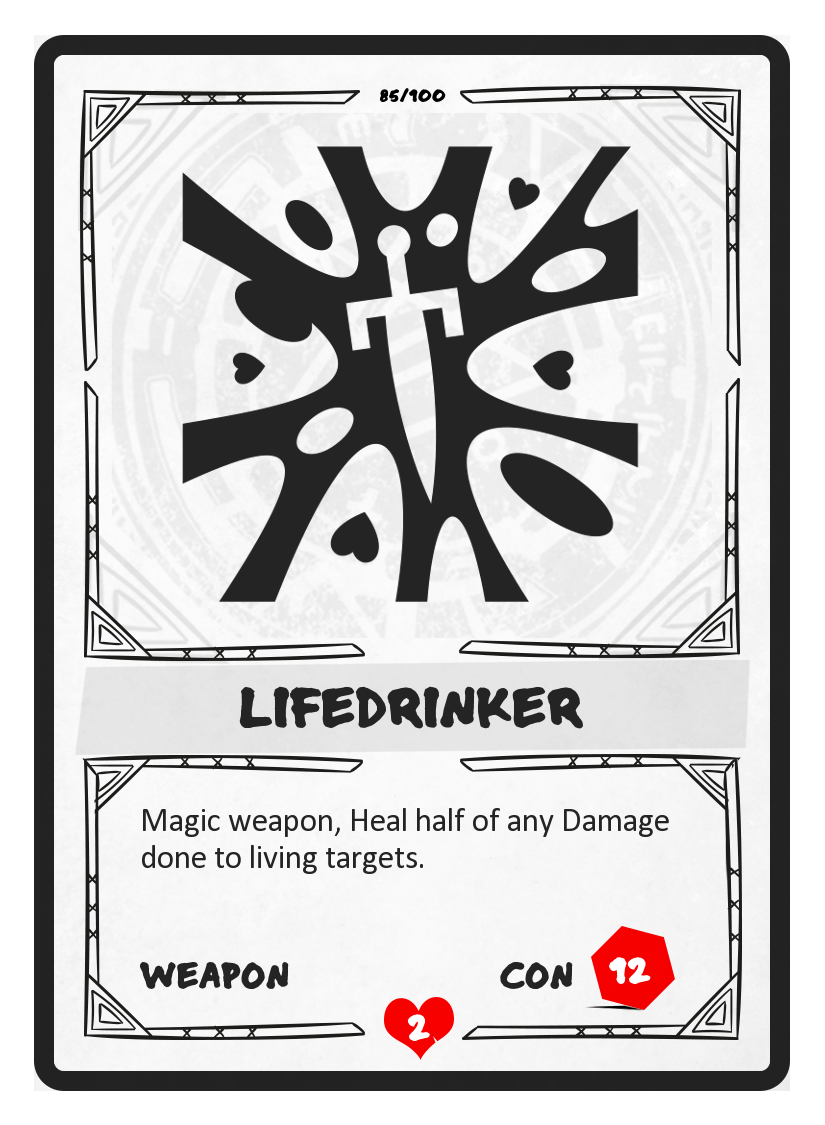 85/100
LIFEDRINKER
Magic weapon, Heal half of any Damage
done to living targets.
WEAPON
CON 12
2